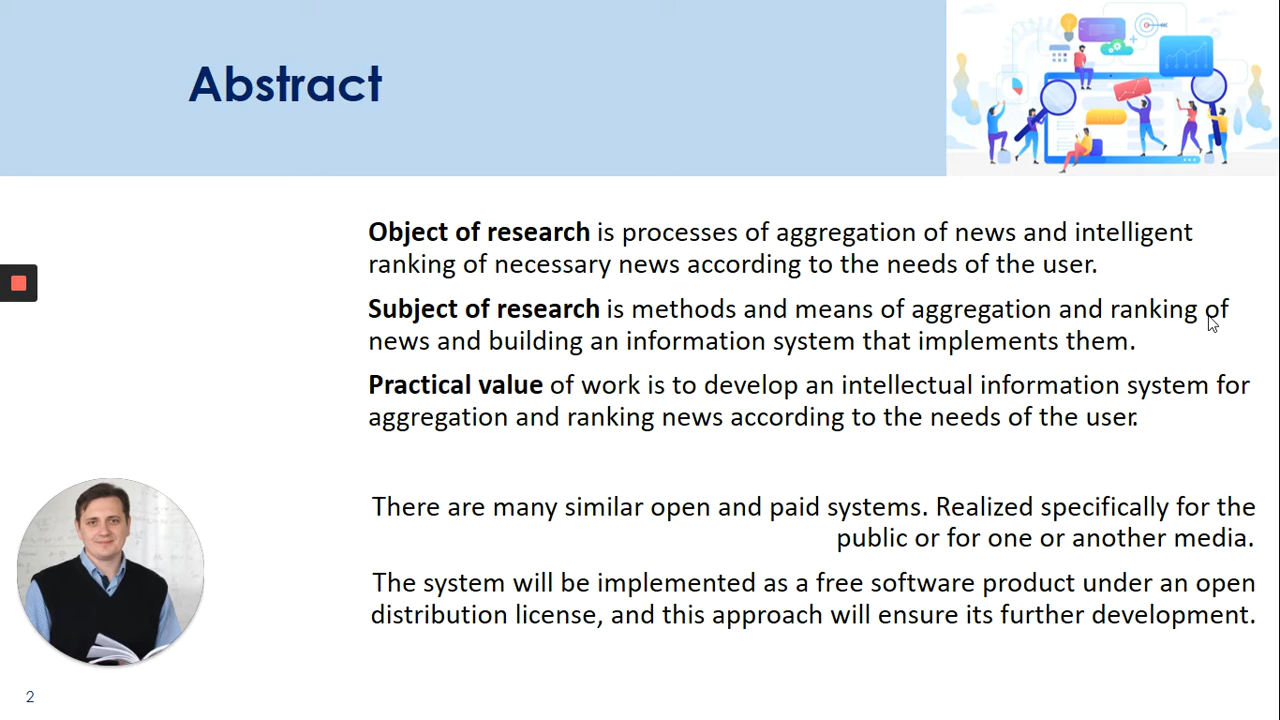 Abstract
Object of research is processes of aggregation of news and intelligent
ranking of necessary news according to the needs of the user.
Subject of research is methods and means of aggregation and ranking of
news and building an information system that implements them.
Practical value of work is to develop an intellectual information system for
aggregation and ranking news according to the needs of the user.
There are many similar open and paid systems. Realized specifically for the
public or for one or another media.
The system will be implemented as a free software product under an open
distribution license, and this approach will ensure its further development.
2